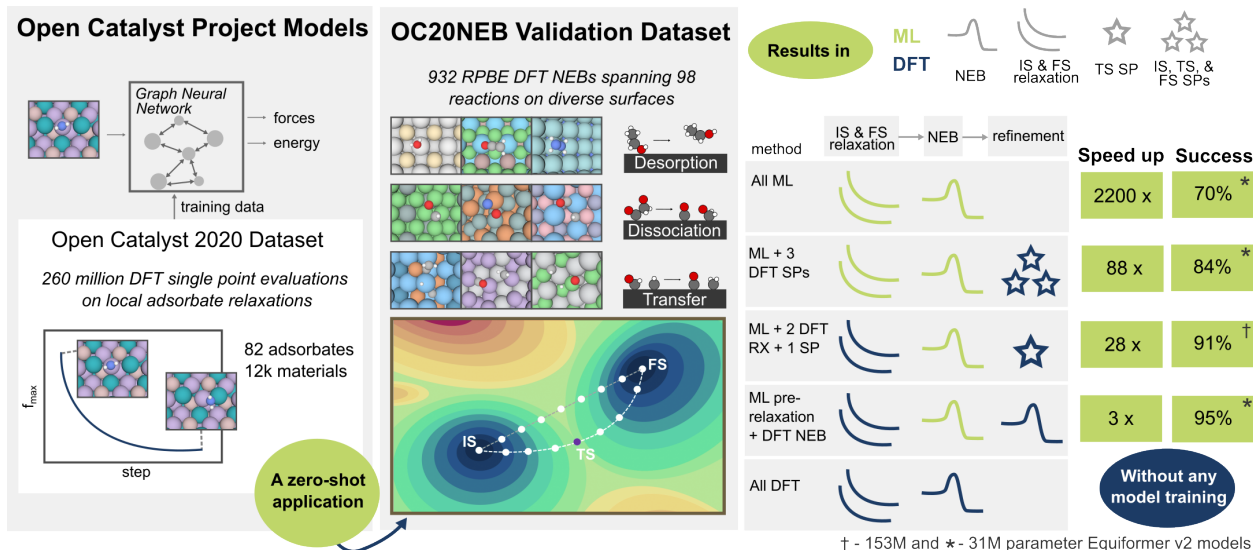 Open Catalyst Project Models
Graph Neural
Network
forces
energy
training data
Open Catalyst 2020 Dataset
260 million DFT single point evaluations
on local adsorbate relaxations
82 adsorbates
12k materials
fmax
step
A zero-shot
application
OC20NEB Validation Dataset
932 RPBE DFT NEBs spanning 98
reactions on diverse surfaces
Desorption
Dissociation
Transfer
IS
TS
FS
Results in
ML
DFT
NEB
IS & FS
relaxation
TS SP
IS, TS, &
FS SPs
method
IS & FS
relaxation
NEB
refinement
Speed up
Success
All ML
2200 x
70% *
ML + 3
DFT SPs
88 x
84% *
ML + 2 DFT
RX + 1 SP
28 x
91% †
ML pre-
relaxation
+ DFT NEB
3 x
95% *
All DFT
Without any
model training
† - 153M and * - 31M parameter Equiformer v2 models